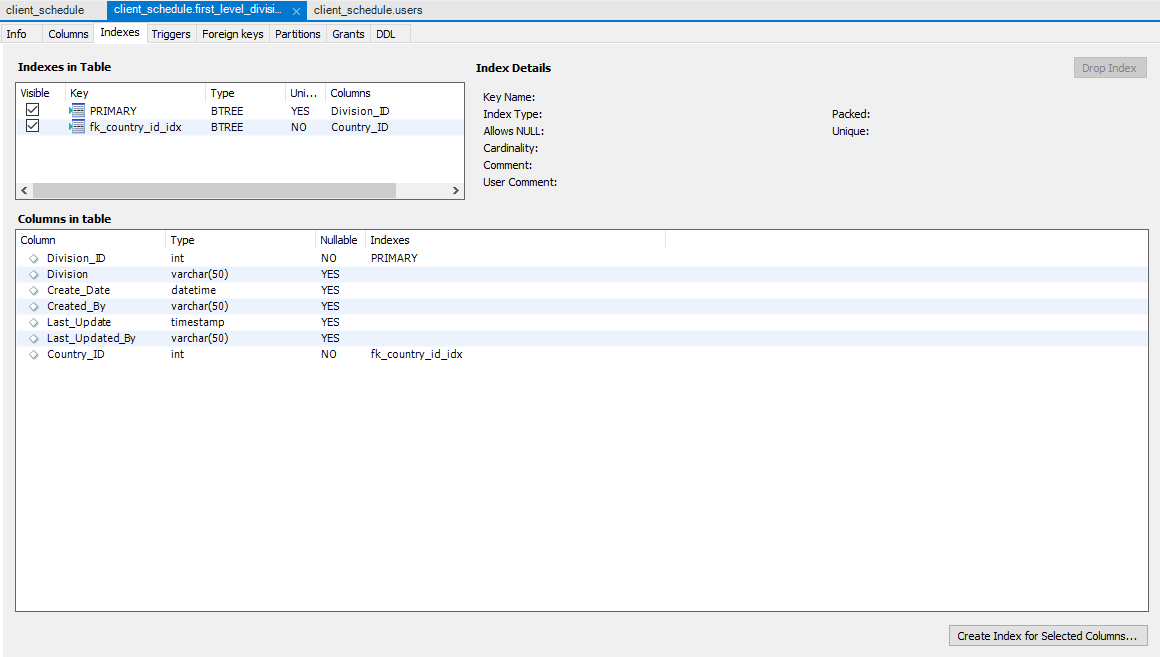 client_schedule client_schedule.first_level_divisi... client_schedule.users
Info Columns Indexes Triggers Foreign keys Partitions Grants DDL
Indexes in Table
Visible Key Type Uni... Columns
PRIMARY BTREE YES Division_ID
fk_country_id_idx BTREE NO Country_ID
Index Details
Drop Index
Key Name:
Index Type: Packed:
Allows NULL: Unique:
Cardinality:
Comment:
User Comment:
Columns in table
Column Type Nullable Indexes
Division_ID int NO PRIMARY
Division varchar(50) YES
Create_Date datetime YES
Created_By varchar(50) YES
Last_Update timestamp YES
Last_Updated_By varchar(50) YES
Country_ID int NO fk_country_id_idx
Create Index for Selected Columns...